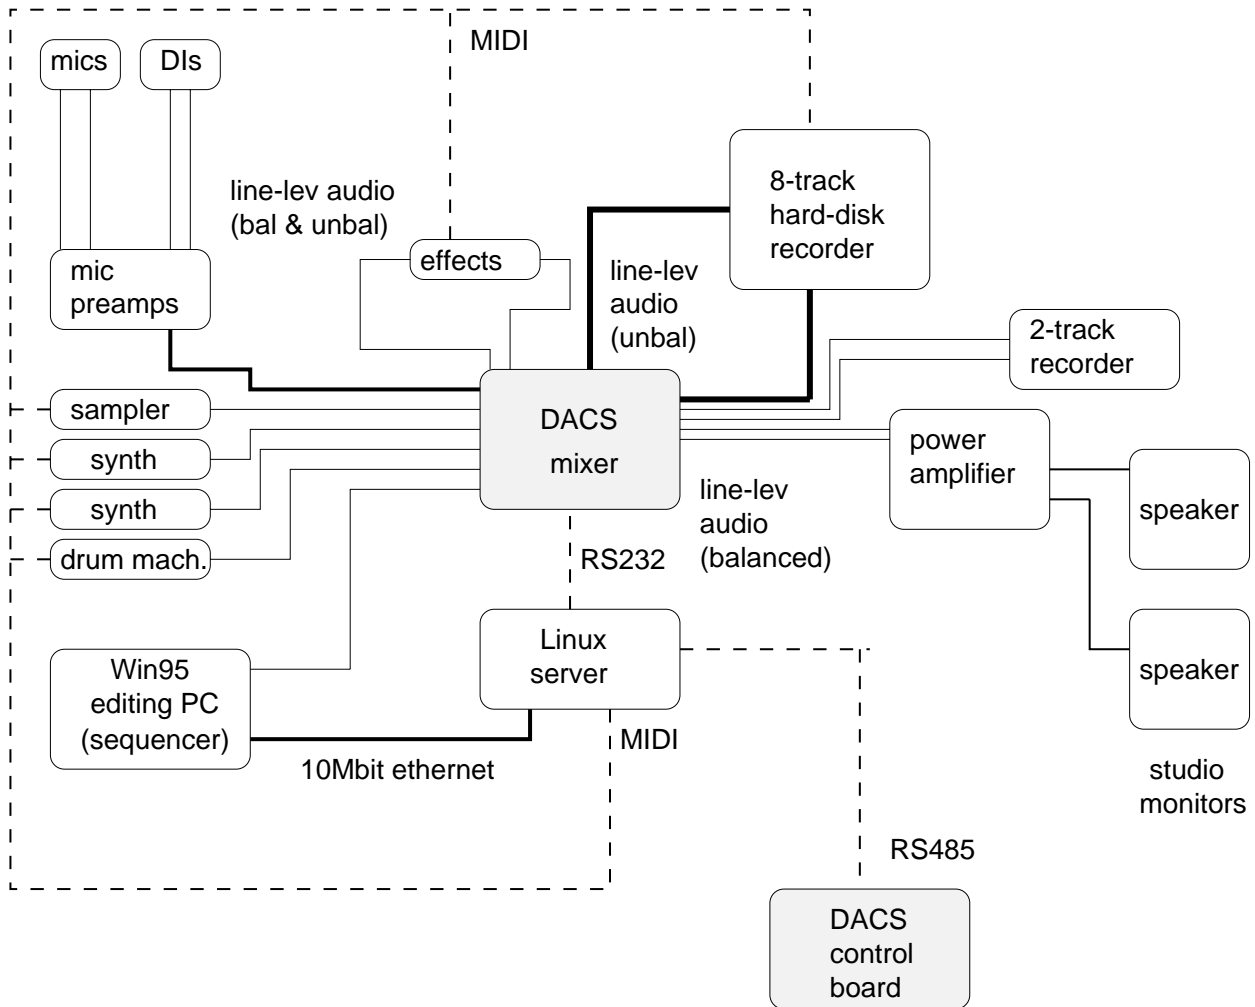 MIDI
mics
DIs
line-lev audio
(bal & unbal)
8-track
hard-disk
recorder
effects
mic
preamps
line-lev
audio
(unbal)
2-track
recorder
sampler
synth
synth
drum mach.
DACS
mixer
power
amplifier
line-lev
audio
(balanced)
speaker
RS232
Linux
server
speaker
Win95
editing PC
(sequencer)
MIDI
10Mbit ethernet
studio
monitors
RS485
DACS
control
board